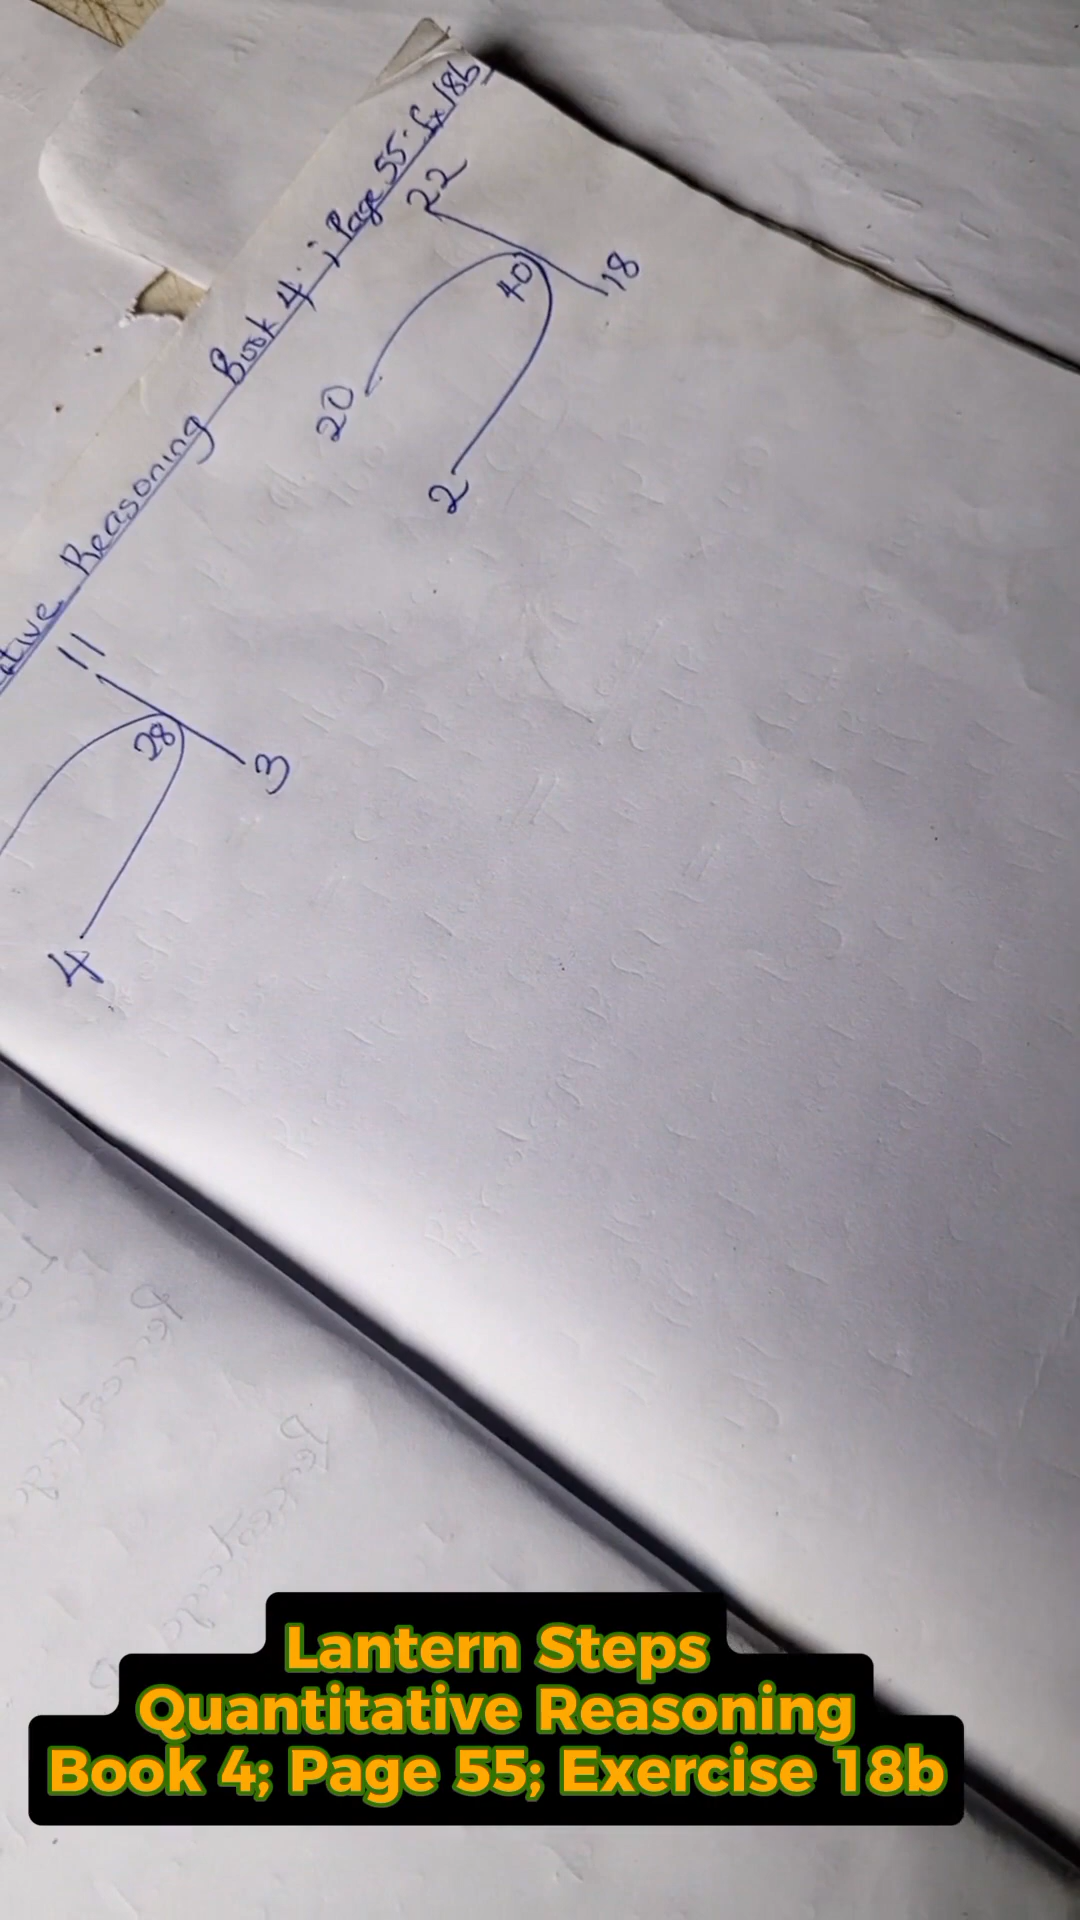 Reasoning Book 4; Page 55: Ex 18b
22
40
18
20
2
11
28
3
4
Lantern Steps
Quantitative Reasoning
Book 4; Page 55; Exercise 18b